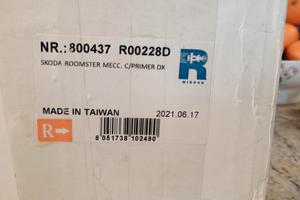 NR.:800437 R00228D
SKODA ROOMSTER MECC. C/PRIMER DX
R
MADE IN TAIWAN
2021.06.17
R
8 051738 102490